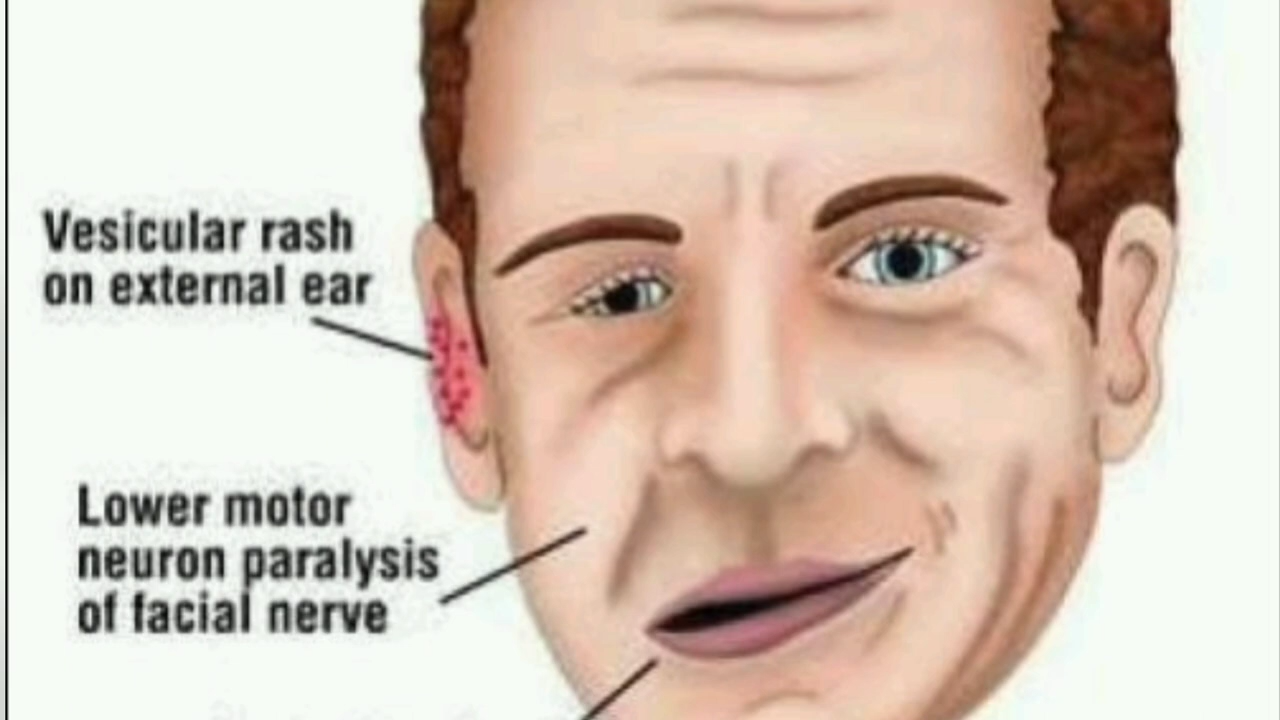 Vesicular rash
on external ear
Lower motor
neuron paralysis
of facial nerve